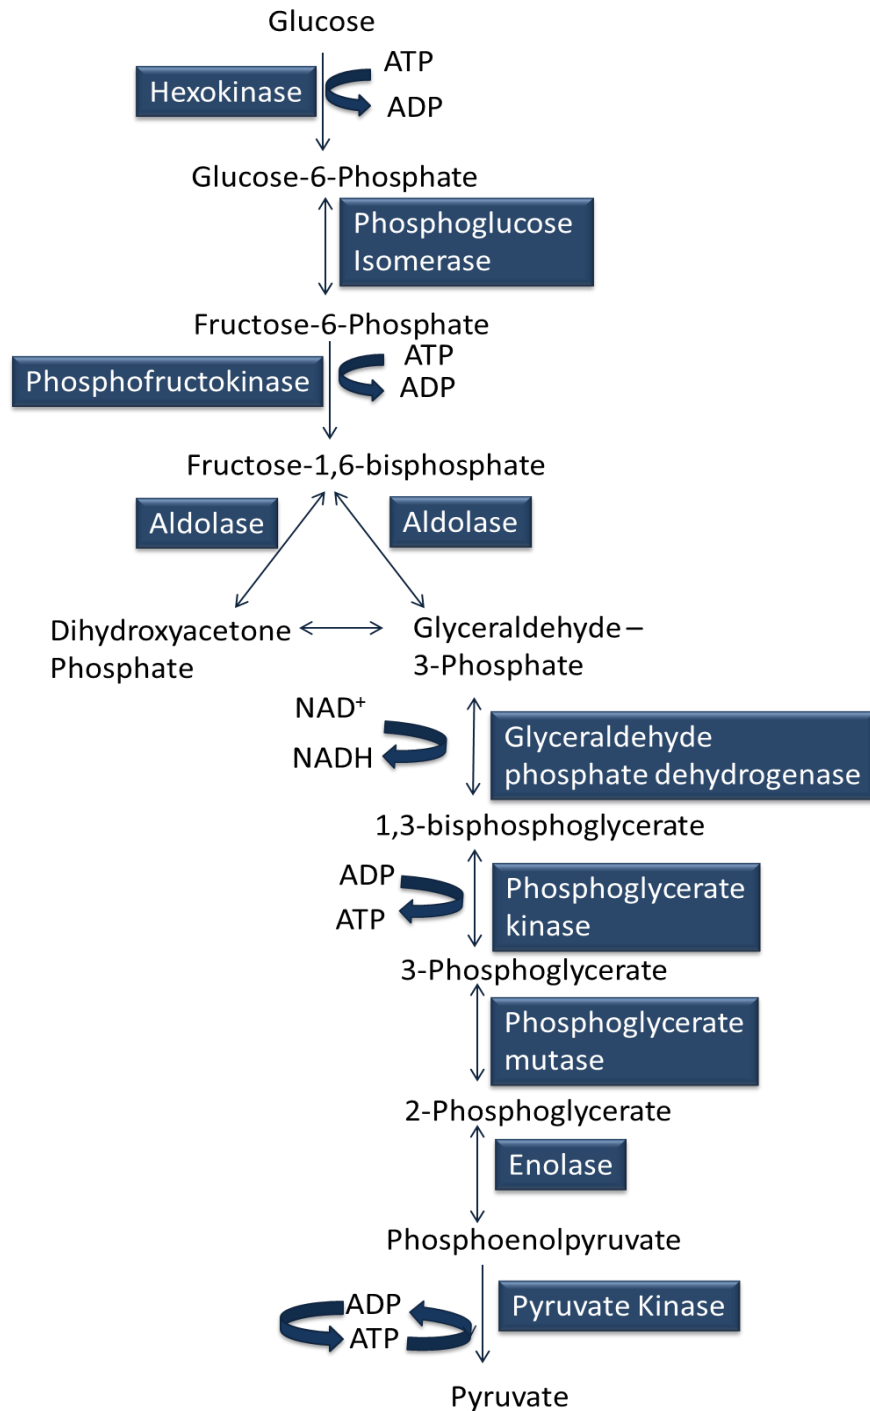 Glucose
ATP
Hexokinase
ADP
Glucose-6-Phosphate
Phosphoglucose
Isomerase
Fructose-6-Phosphate
ATP
Phosphofructokinase
ADP
Fructose-1,6-bisphosphate
Aldolase
Aldolase
Dihydroxyacetone
Phosphate
Glyceraldehyde –
3-Phosphate
NAD⁺
NADH
Glyceraldehyde
phosphate dehydrogenase
1,3-bisphosphoglycerate
ADP
ATP
Phosphoglycerate
kinase
3-Phosphoglycerate
Phosphoglycerate
mutase
2-Phosphoglycerate
Enolase
Phosphoenolpyruvate
ADP
ATP
Pyruvate Kinase
Pyruvate